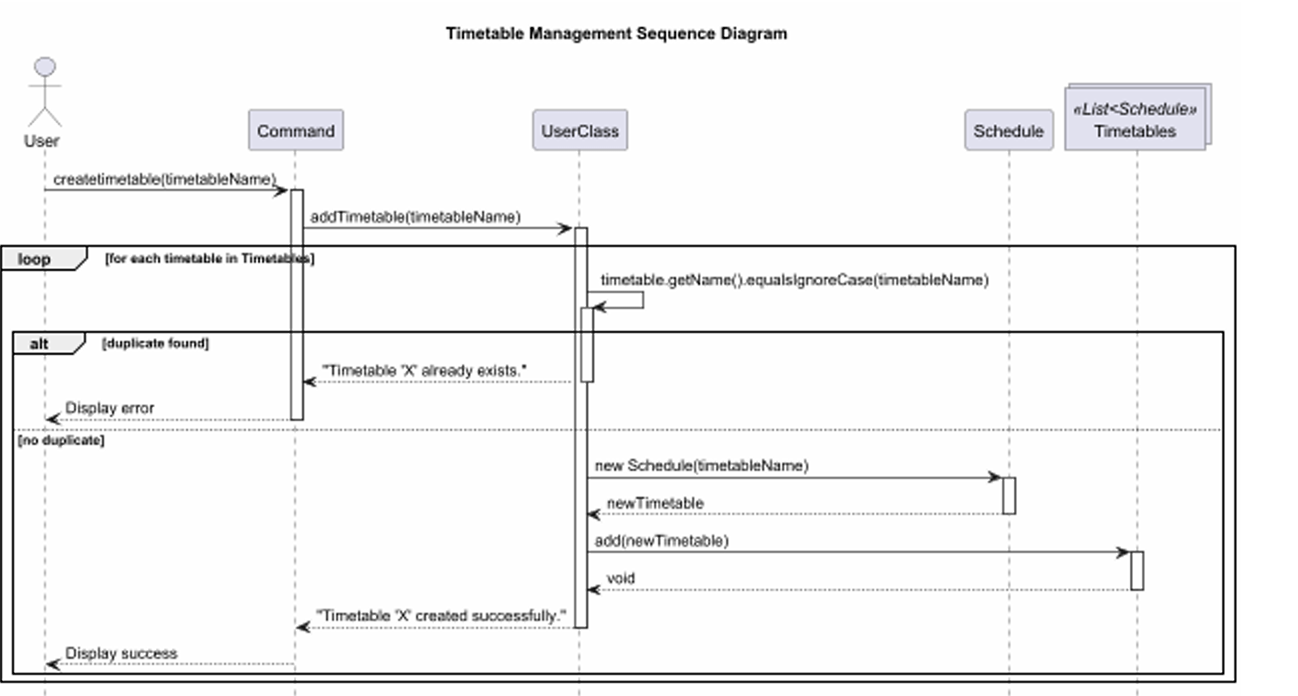 Timetable Management Sequence Diagram
User
Command
UserClass
Schedule
«List<Schedule»
Timetables
createtimetable(timetableName)
addTimetable(timetableName)
loop
[for each timetable in Timetables]
timetable.getName().equalsIgnoreCase(timetableName)
alt
[duplicate found]
"Timetable 'X' already exists."
Display error
[no duplicate]
new Schedule(timetableName)
newTimetable
add(newTimetable)
void
"Timetable 'X' created successfully."
Display success